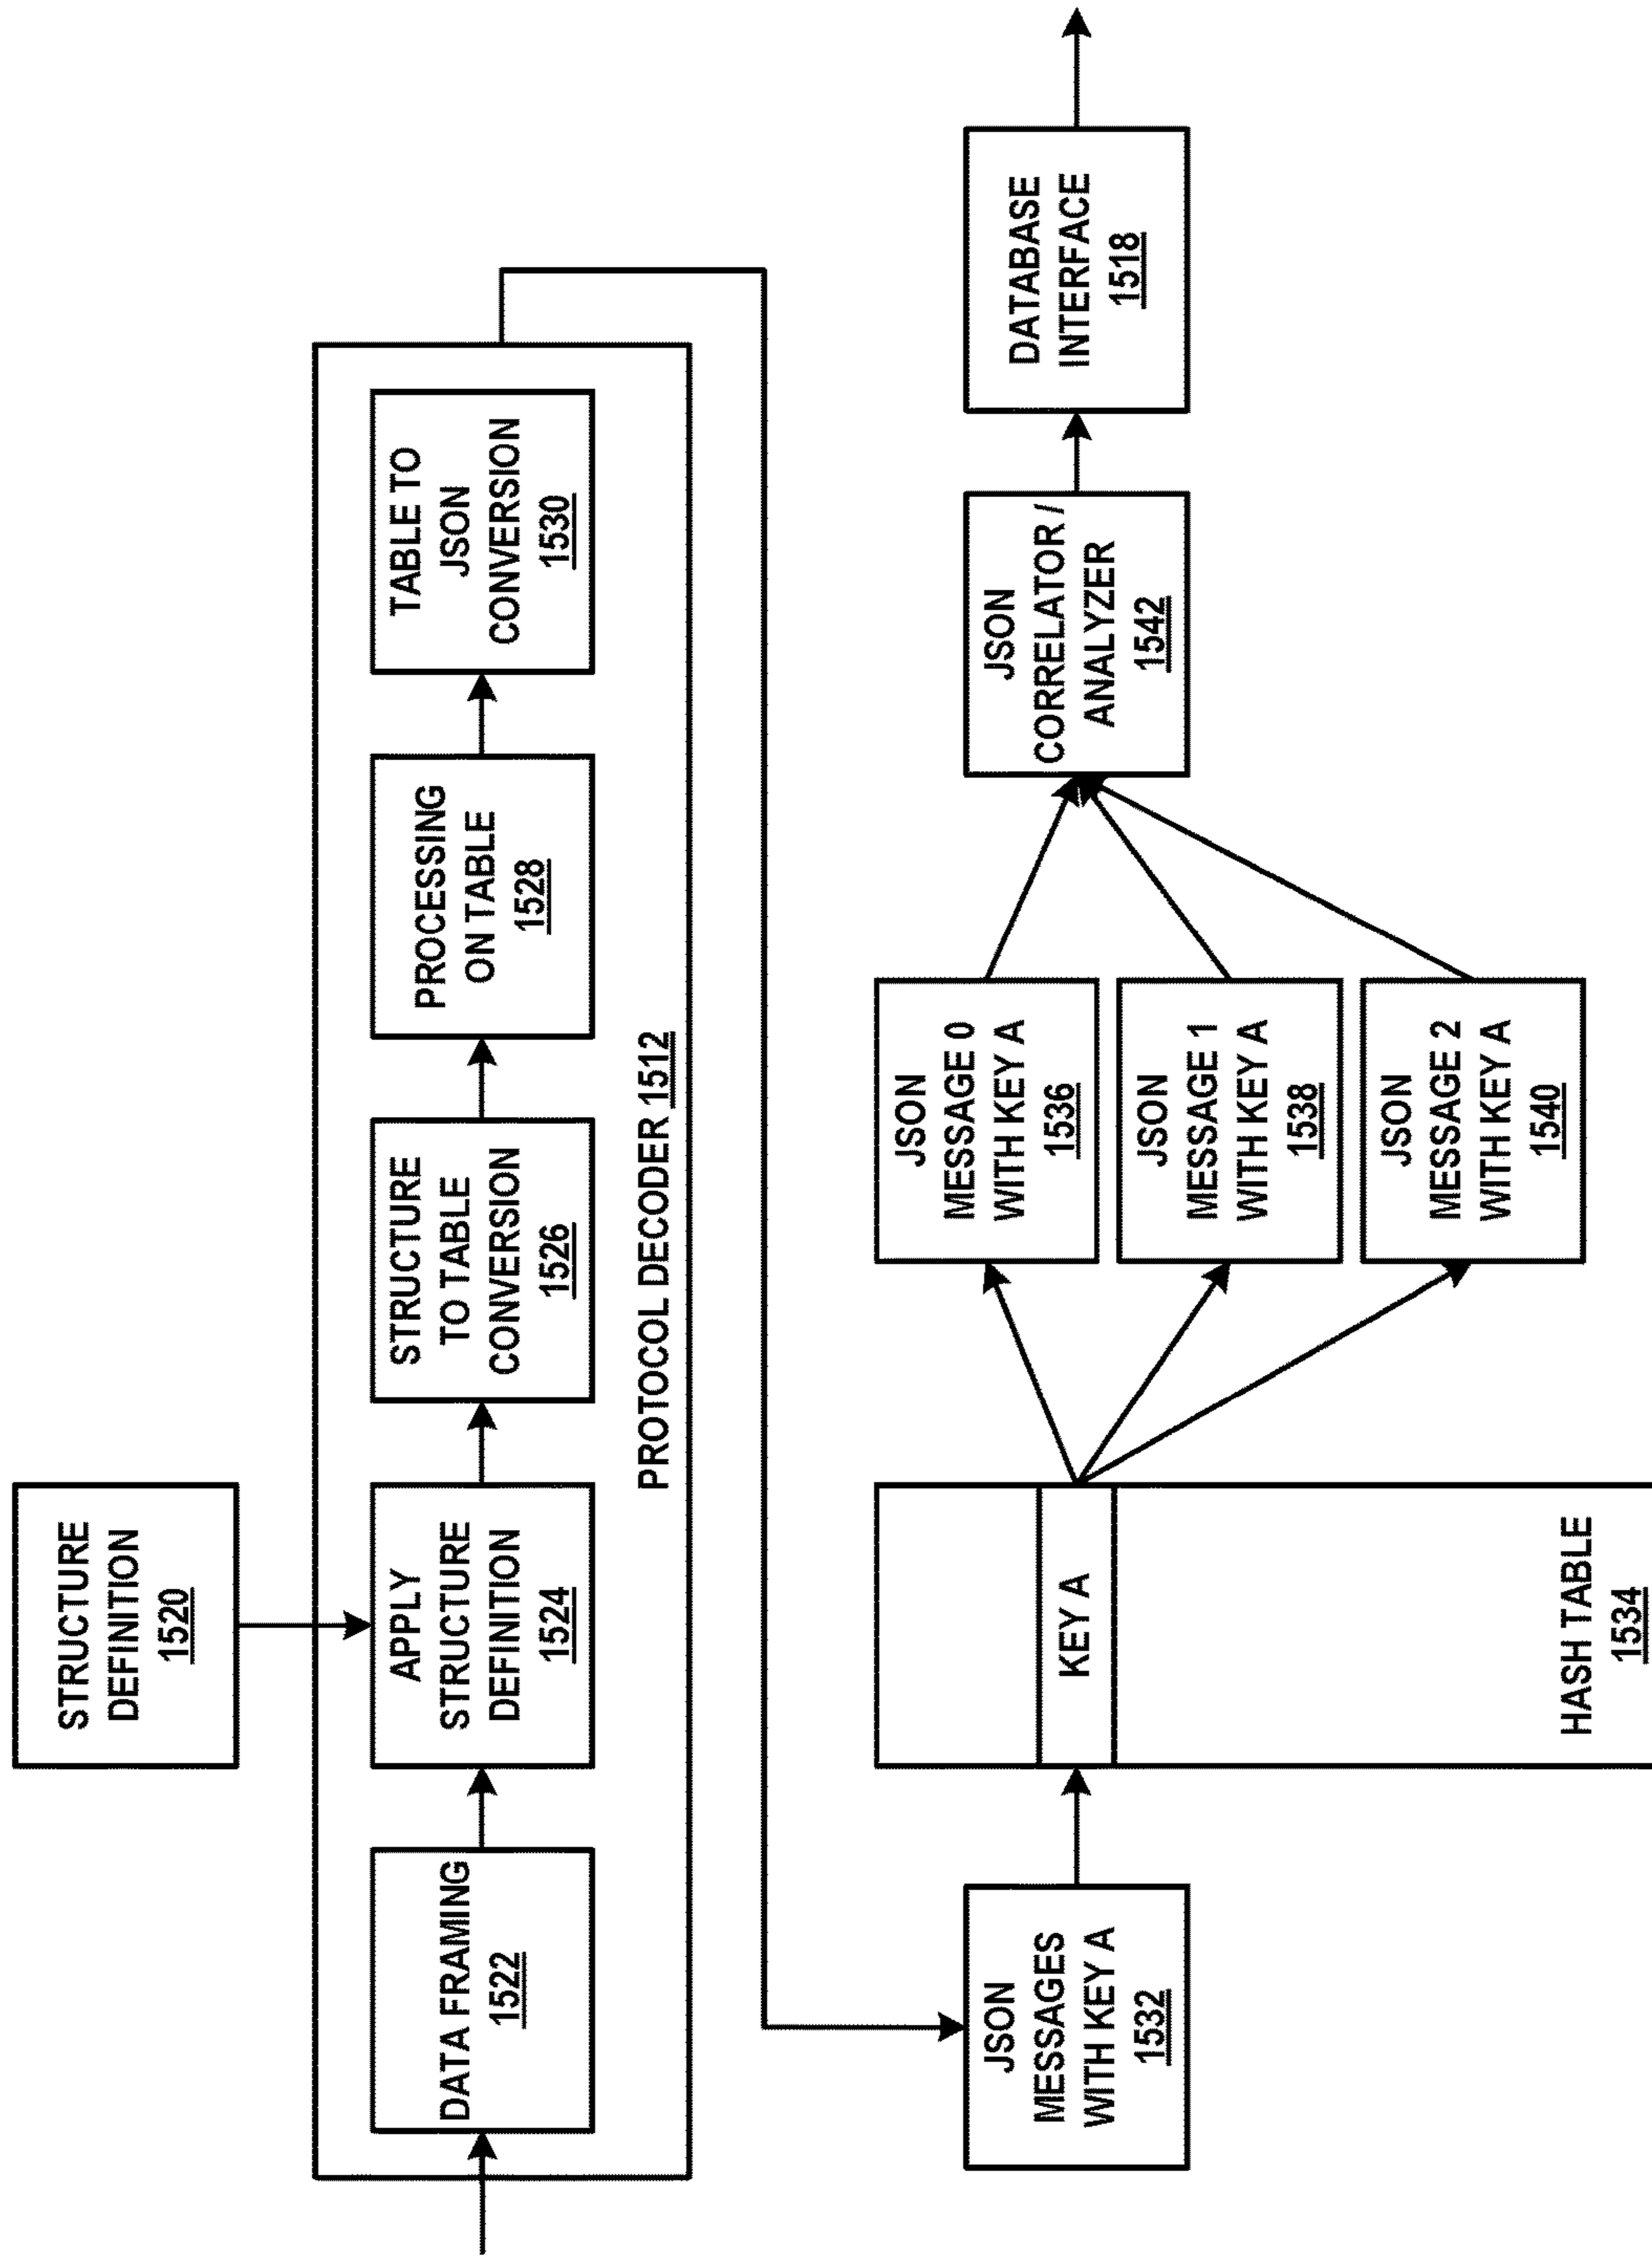 STRUCTURE
DEFINITION
1520
DATA FRAMING
1522
APPLY
STRUCTURE
DEFINITION
1524
STRUCTURE
TO TABLE
CONVERSION
1526
PROCESSING
ON TABLE
1528
TABLE TO
JSON
CONVERSION
1530
PROTOCOL DECODER 1512
JSON
MESSAGES
WITH KEY A
1532
KEY A
HASH TABLE
1534
JSON
MESSAGE 0
WITH KEY A
1536
JSON
MESSAGE 1
WITH KEY A
1538
JSON
MESSAGE 2
WITH KEY A
1540
JSON
CORRELATOR /
ANALYZER
1542
DATABASE
INTERFACE
1518